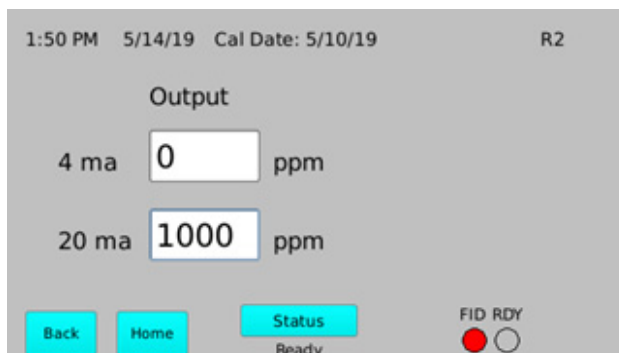 1:50 PM 5/14/19 Cal Date: 5/10/19 R2
Output
4 ma 0 ppm
20 ma 1000 ppm
Back Home Status FID RDY
Ready